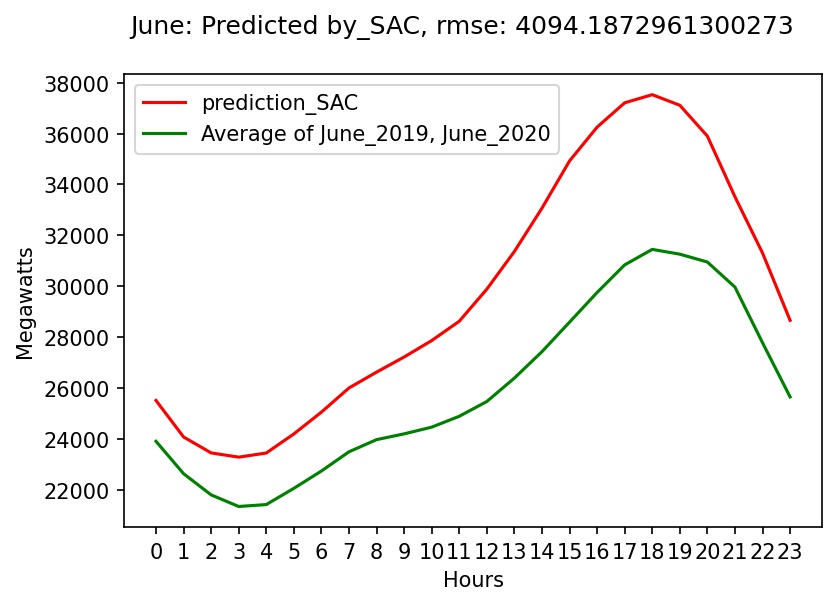 June: Predicted by_SAC, rmse: 4094.1872961300273
prediction_SAC
Average of June_2019, June_2020
38000
36000
34000
32000
30000
28000
26000
24000
22000
Megawatts
0 1 2 3 4 5 6 7 8 9 10 11 12 13 14 15 16 17 18 19 20 21 22 23
Hours